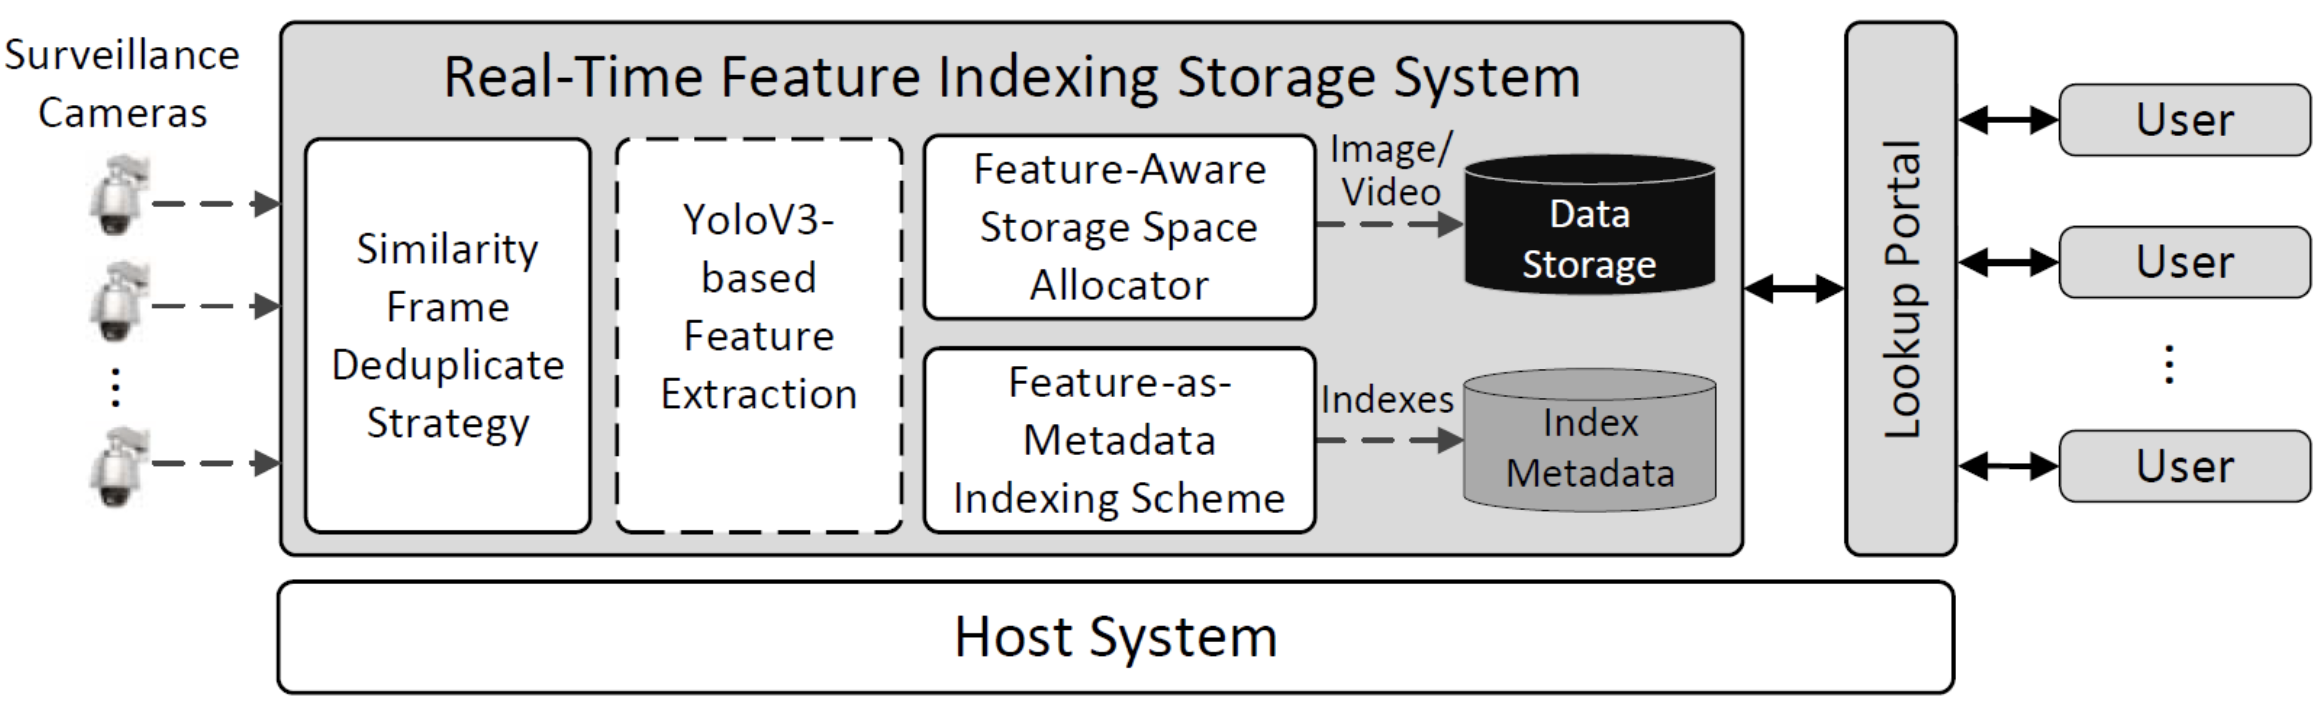 Surveillance
Cameras
Real-Time Feature Indexing Storage System
Similarity
Frame
Deduplicate
Strategy
YoloV3-
based
Feature
Extraction
Feature-Aware
Storage Space
Allocator
Image/
Video
Data
Storage
Feature-as-
Metadata
Indexing Scheme
Indexes
Index
Metadata
Lookup Portal
User
User
⋮
User
Host System